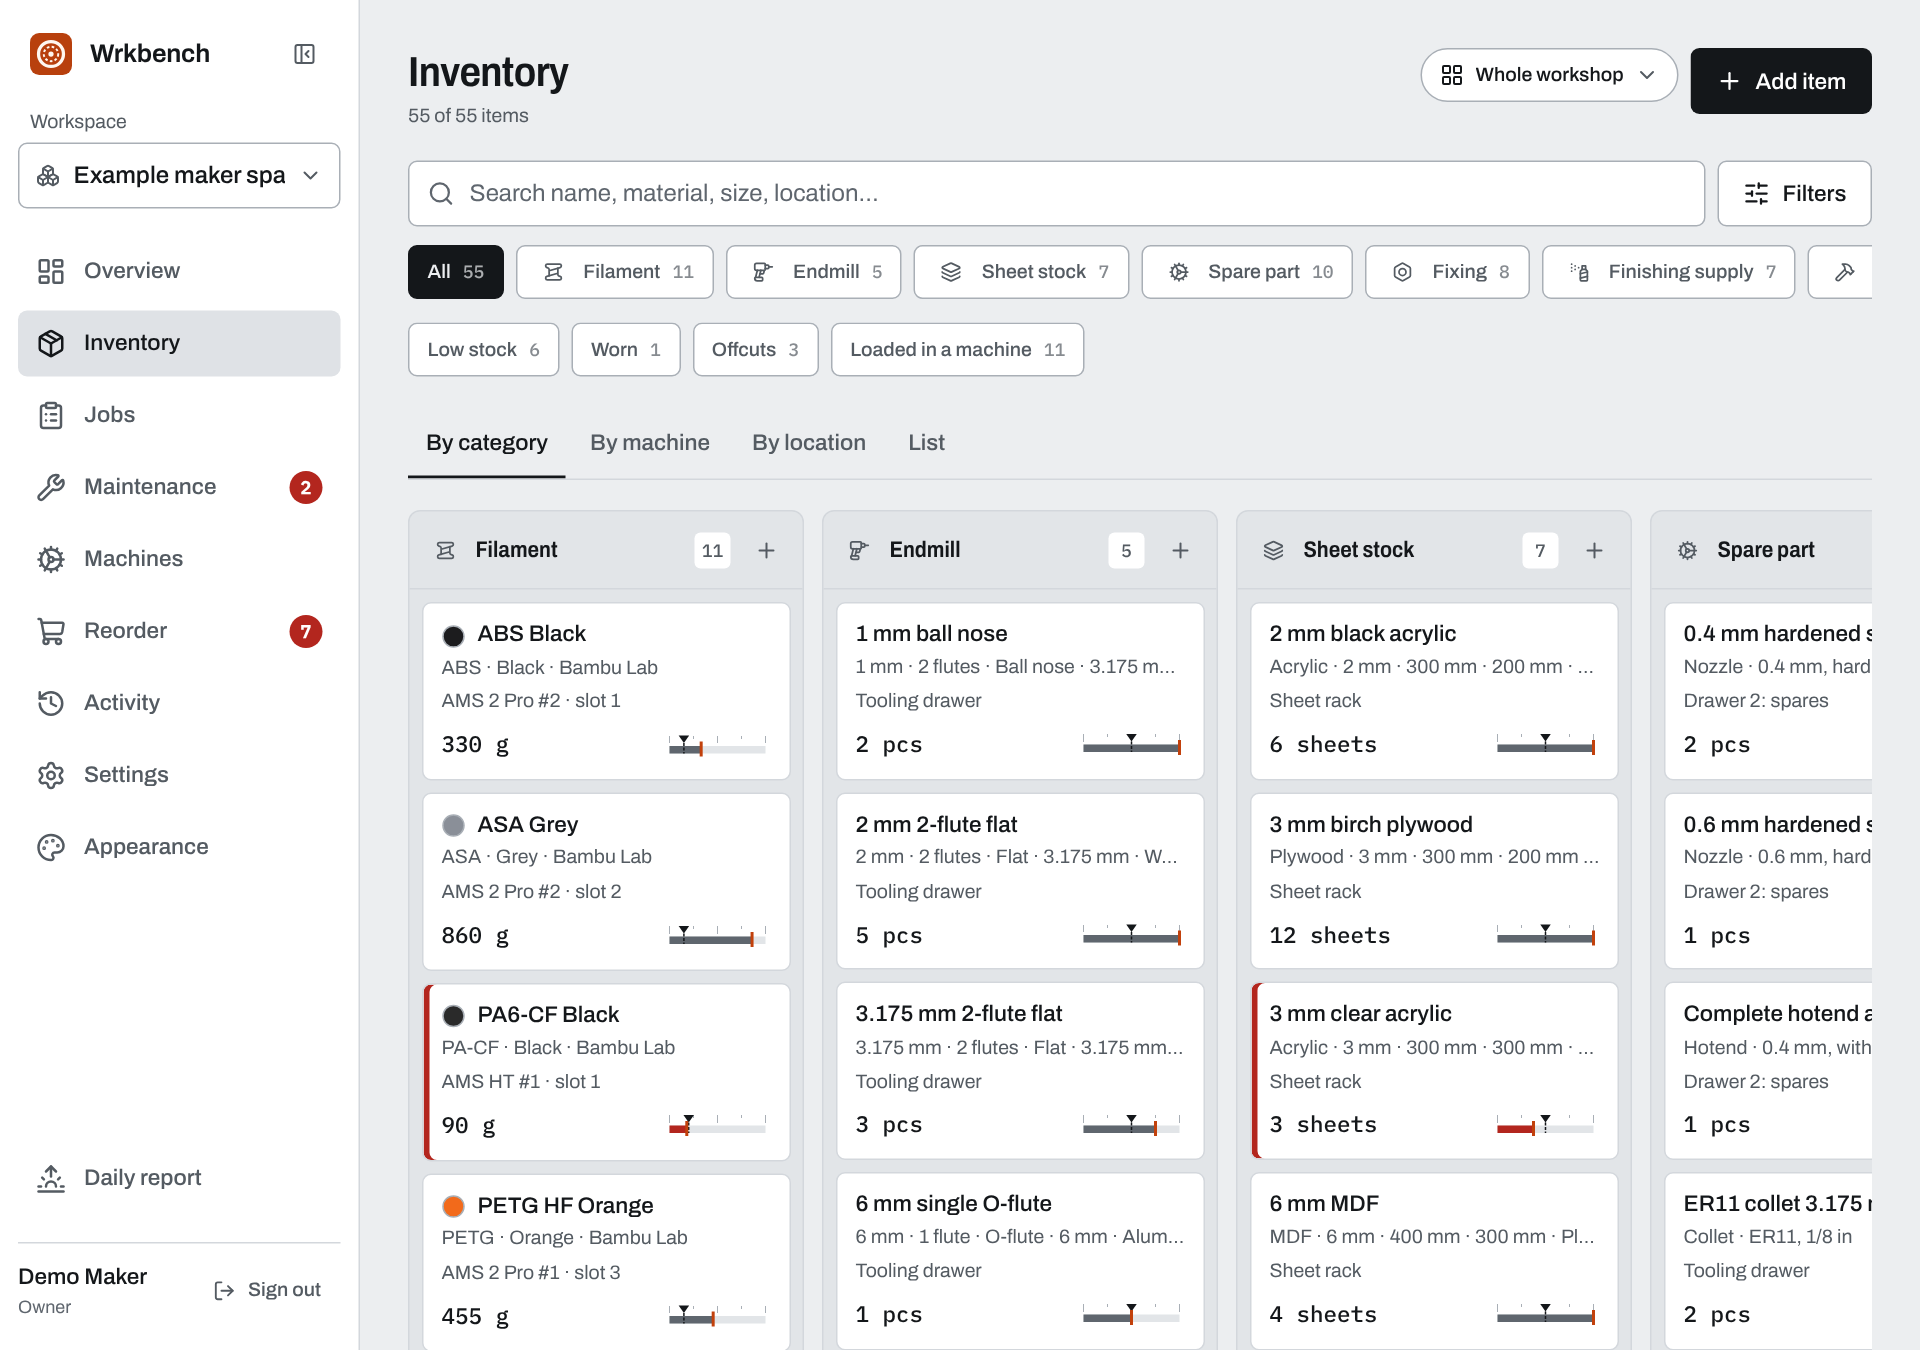 Wrkbench
Workspace
Example maker spa
Overview
Inventory
Jobs
Maintenance 2
Machines
Reorder 7
Activity
Settings
Appearance
Daily report
Demo Maker
Owner
Sign out
Inventory
55 of 55 items
Whole workshop
Add item
Search name, material, size, location...
Filters
All 55
Filament 11
Endmill 5
Sheet stock 7
Spare part 10
Fixing 8
Finishing supply 7
Low stock 6
Worn 1
Offcuts 3
Loaded in a machine 11
By category
By machine
By location
List
Filament 11
ABS Black
ABS · Black · Bambu Lab
AMS 2 Pro #2 · slot 1
330 g
ASA Grey
ASA · Grey · Bambu Lab
AMS 2 Pro #2 · slot 2
860 g
PA6-CF Black
PA-CF · Black · Bambu Lab
AMS HT #1 · slot 1
90 g
PETG HF Orange
PETG · Orange · Bambu Lab
AMS 2 Pro #1 · slot 3
455 g
Endmill 5
1 mm ball nose
1 mm · 2 flutes · Ball nose · 3.175 m...
Tooling drawer
2 pcs
2 mm 2-flute flat
2 mm · 2 flutes · Flat · 3.175 mm · W...
Tooling drawer
5 pcs
3.175 mm 2-flute flat
3.175 mm · 2 flutes · Flat · 3.175 mm...
Tooling drawer
3 pcs
6 mm single O-flute
6 mm · 1 flute · O-flute · 6 mm · Alum...
Tooling drawer
1 pcs
Sheet stock 7
2 mm black acrylic
Acrylic · 2 mm · 300 mm · 200 mm · ...
Sheet rack
6 sheets
3 mm birch plywood
Plywood · 3 mm · 300 mm · 200 mm ...
Sheet rack
12 sheets
3 mm clear acrylic
Acrylic · 3 mm · 300 mm · 300 mm · ...
Sheet rack
3 sheets
6 mm MDF
MDF · 6 mm · 400 mm · 300 mm · Pl...
Sheet rack
4 sheets
Spare part
0.4 mm hardened s
Nozzle · 0.4 mm, hard
Drawer 2: spares
2 pcs
0.6 mm hardened s
Nozzle · 0.6 mm, hard
Drawer 2: spares
1 pcs
Complete hotend a
Hotend · 0.4 mm, with
Drawer 2: spares
1 pcs
ER11 collet 3.175
Collet · ER11, 1/8 in
Tooling drawer
2 pcs